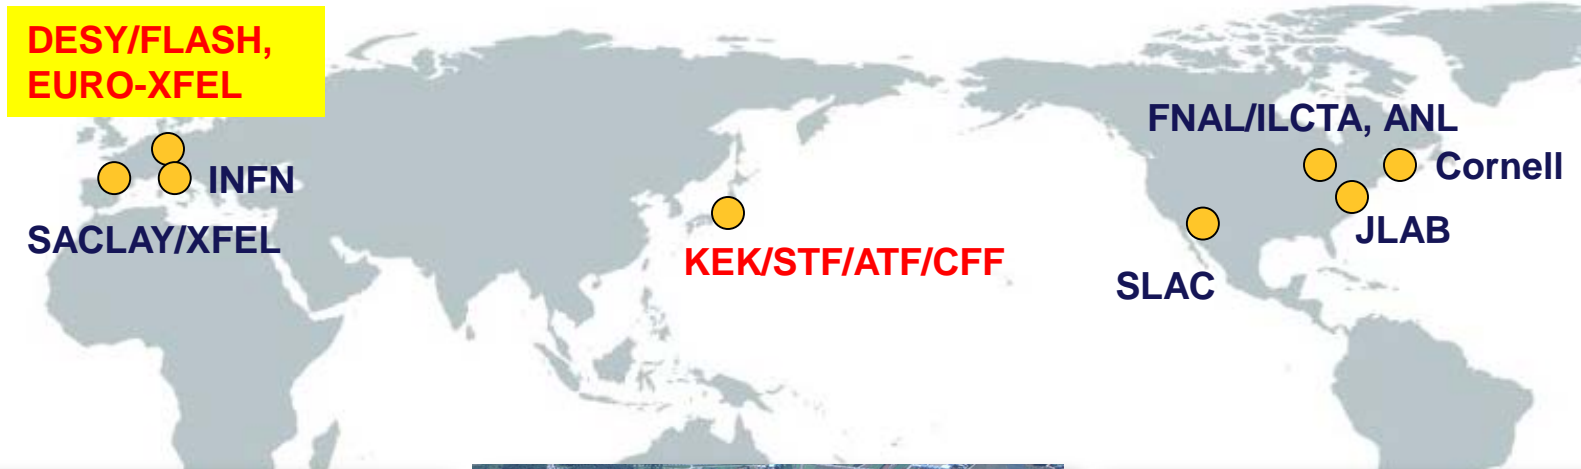 DESY/FLASH,
EURO-XFEL
FNAL/ILCTA, ANL
INFN
Cornell
SACLAY/XFEL
JLAB
KEK/STF/ATF/CFF
SLAC